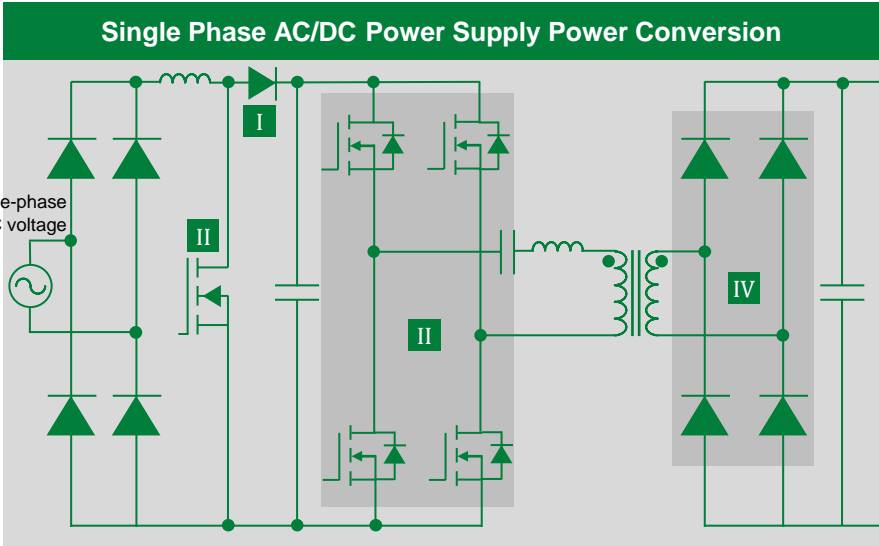 Single Phase AC/DC Power Supply Power Conversion
I
e-phase
voltage
II
IV
II